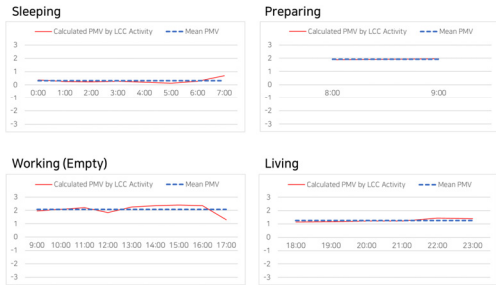 Sleeping
Calculated PMV by LCC Activity
Mean PMV
3
2
1
0
-1
-2
-3
0:00 1:00 2:00 3:00 4:00 5:00 6:00 7:00
Preparing
Calculated PMV by LCC Activity
Mean PMV
3
2
1
0
-1
-2
-3
8:00 9:00
Working (Empty)
Calculated PMV by LCC Activity
Mean PMV
3
2
1
0
-1
-2
-3
9:00 10:00 11:00 12:00 13:00 14:00 15:00 16:00 17:00
Living
Calculated PMV by LCC Activity
Mean PMV
3
2
1
0
-1
-2
-3
18:00 19:00 20:00 21:00 22:00 23:00